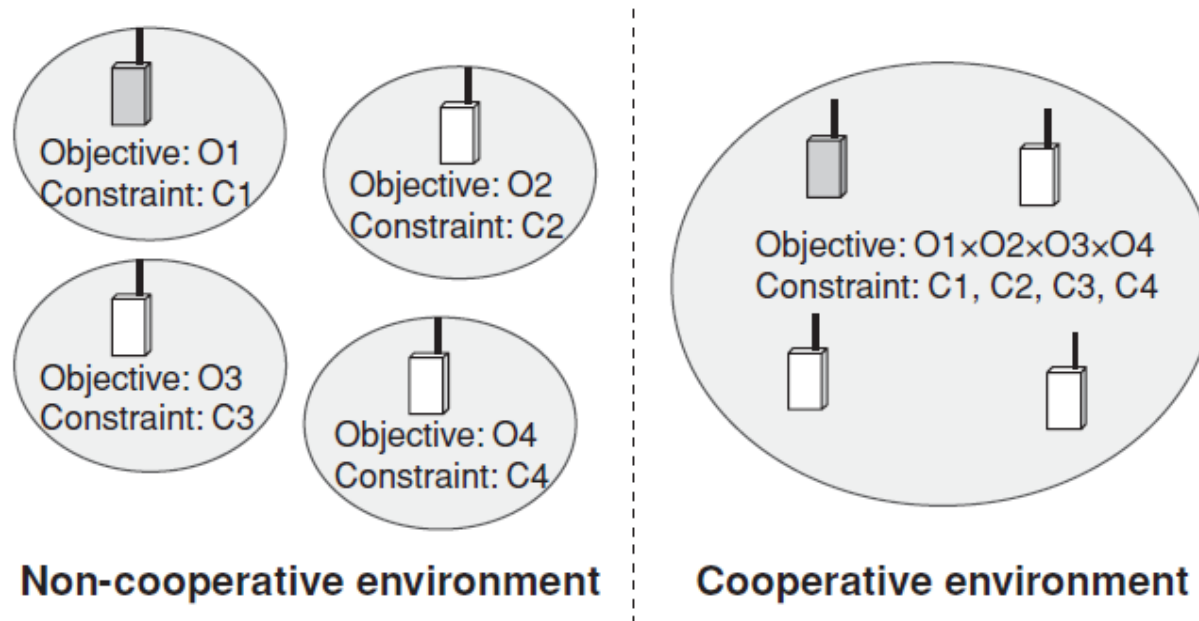 Objective: O1
Constraint: C1
Objective: O2
Constraint: C2
Objective: O3
Constraint: C3
Objective: O4
Constraint: C4
Non-cooperative environment
Objective: O1×O2×O3×O4
Constraint: C1, C2, C3, C4
Cooperative environment